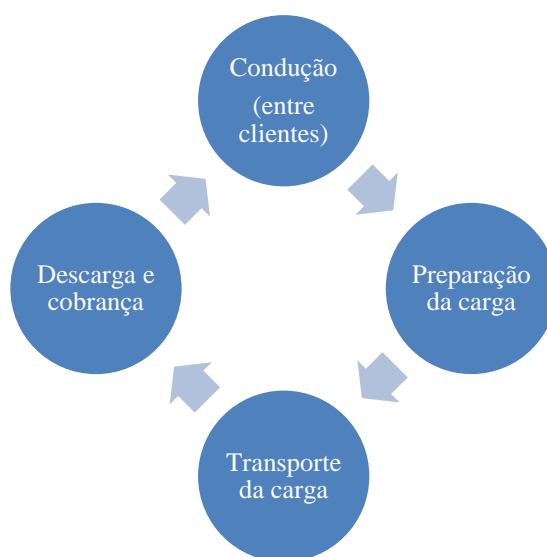 Condução
(entre
clientes)
Descarga e
cobrança
Preparação
da carga
Transporte
da carga